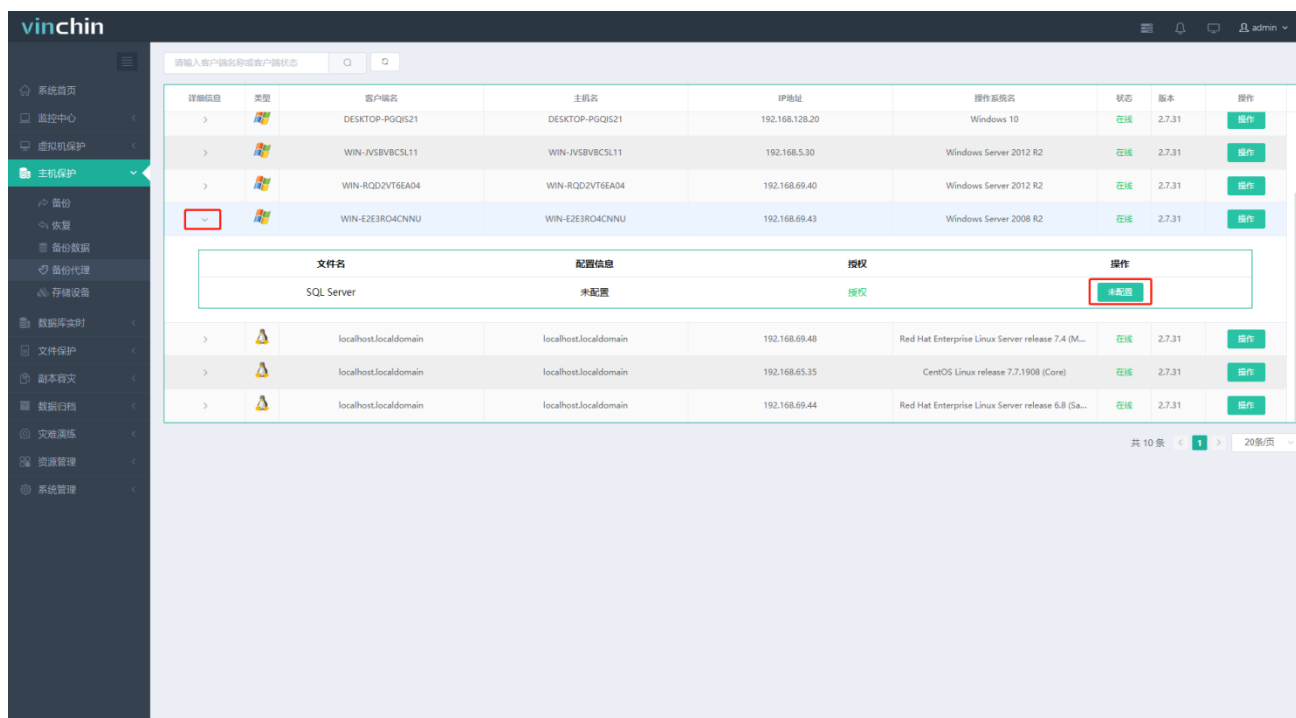 vinchin
admin
请输入客户端名称或客户端状态
系统首页
监控中心
虚拟机保护
主机保护
备份
恢复
备份数据
备份代理
存储设备
数据库实时
文件保护
副本容灾
数据归档
灾难演练
资源管理
系统管理
详细信息 类型 客户端名 主机名 IP地址 操作系统名 状态 版本 操作
DESKTOP-PGQIS21 DESKTOP-PGQIS21 192.168.128.20 Windows 10 在线 2.7.31 操作
WIN-JVSBVBC5L11 WIN-JVSBVBC5L11 192.168.5.30 Windows Server 2012 R2 在线 2.7.31 操作
WIN-RQD2VT6EA04 WIN-RQD2VT6EA04 192.168.69.40 Windows Server 2012 R2 在线 2.7.31 操作
WIN-E2E3RO4CNNU WIN-E2E3RO4CNNU 192.168.69.43 Windows Server 2008 R2 在线 2.7.31 操作
文件名 配置信息 授权 操作
SQL Server 未配置 授权 未配置
localhost.localdomain localhost.localdomain 192.168.69.48 Red Hat Enterprise Linux Server release 7.4 (M... 在线 2.7.31 操作
localhost.localdomain localhost.localdomain 192.168.65.35 CentOS Linux release 7.7.1908 (Core) 在线 2.7.31 操作
localhost.localdomain localhost.localdomain 192.168.69.44 Red Hat Enterprise Linux Server release 6.8 (Sa... 在线 2.7.31 操作
共 10 条 1 20条/页